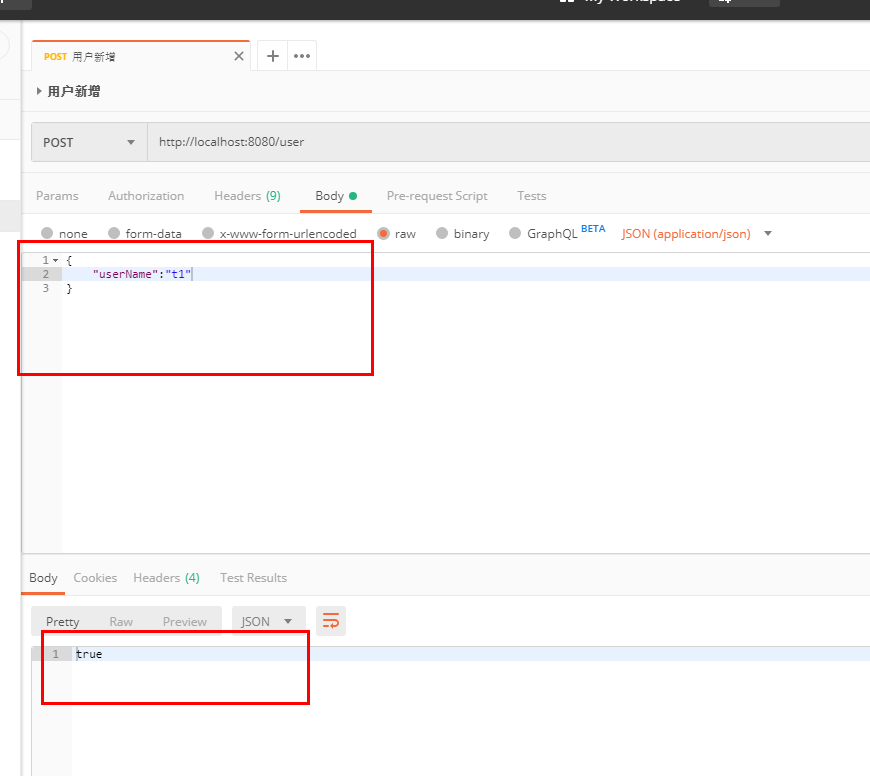 My Workspace
POST 用户新增
用户新增
POST http://localhost:8080/user
Params Authorization Headers (9) Body Pre-request Script Tests
none form-data x-www-form-urlencoded raw binary GraphQL BETA JSON (application/json)
1 {
2 "userName":"t1"
3 }
Body Cookies Headers (4) Test Results
Pretty Raw Preview JSON
1 true